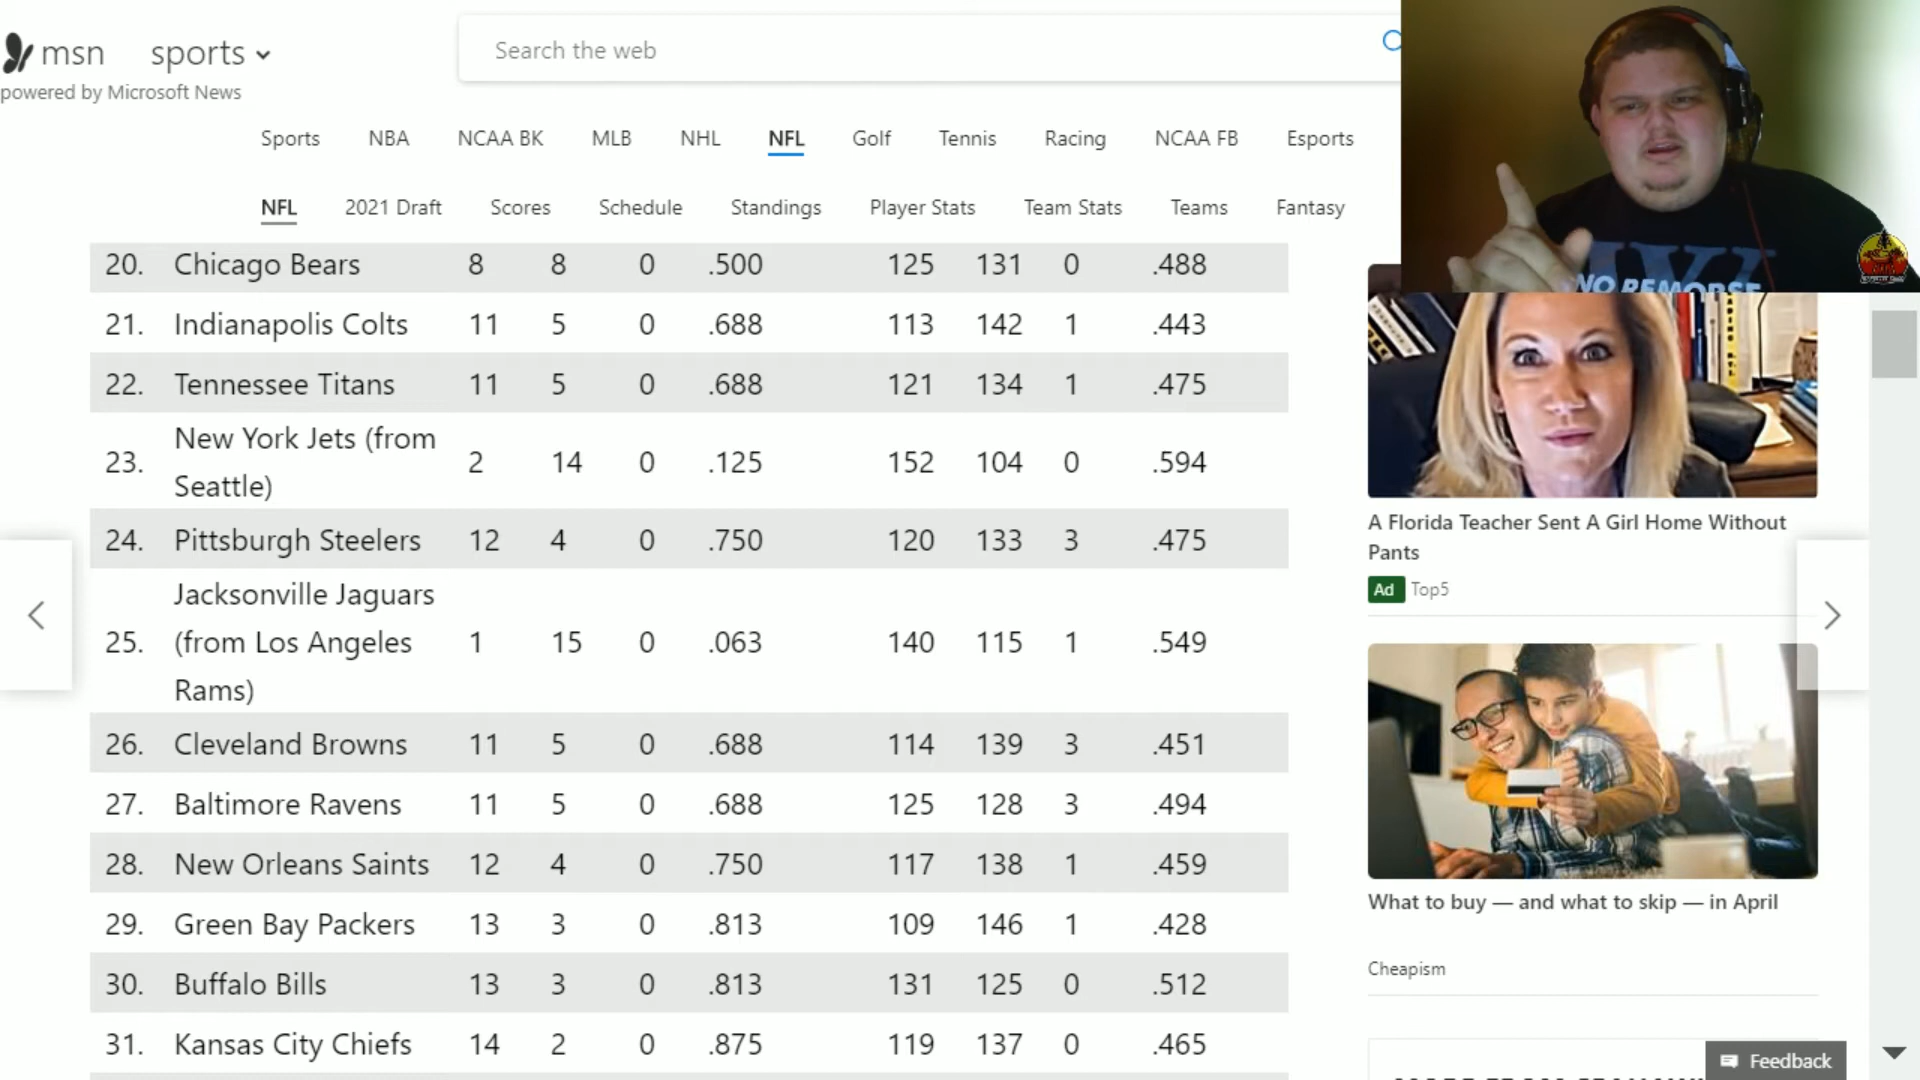 msn sports
powered by Microsoft News
Search the web
Sports NBA NCAA BK MLB NHL NFL Golf Tennis Racing NCAA FB Esports
NFL 2021 Draft Scores Schedule Standings Player Stats Team Stats Teams Fantasy
20. Chicago Bears 8 8 0 .500 125 131 0 .488
21. Indianapolis Colts 11 5 0 .688 113 142 1 .443
22. Tennessee Titans 11 5 0 .688 121 134 1 .475
New York Jets (from
23. 2 14 0 .125 152 104 0 .594
Seattle)
24. Pittsburgh Steelers 12 4 0 .750 120 133 3 .475
Jacksonville Jaguars
25. (from Los Angeles 1 15 0 .063 140 115 1 .549
Rams)
26. Cleveland Browns 11 5 0 .688 114 139 3 .451
27. Baltimore Ravens 11 5 0 .688 125 128 3 .494
28. New Orleans Saints 12 4 0 .750 117 138 1 .459
29. Green Bay Packers 13 3 0 .813 109 146 1 .428
30. Buffalo Bills 13 3 0 .813 131 125 0 .512
31. Kansas City Chiefs 14 2 0 .875 119 137 0 .465
NO REMORSE
A Florida Teacher Sent A Girl Home Without
Pants
Ad Top5
What to buy — and what to skip — in April
Cheapism
Feedback